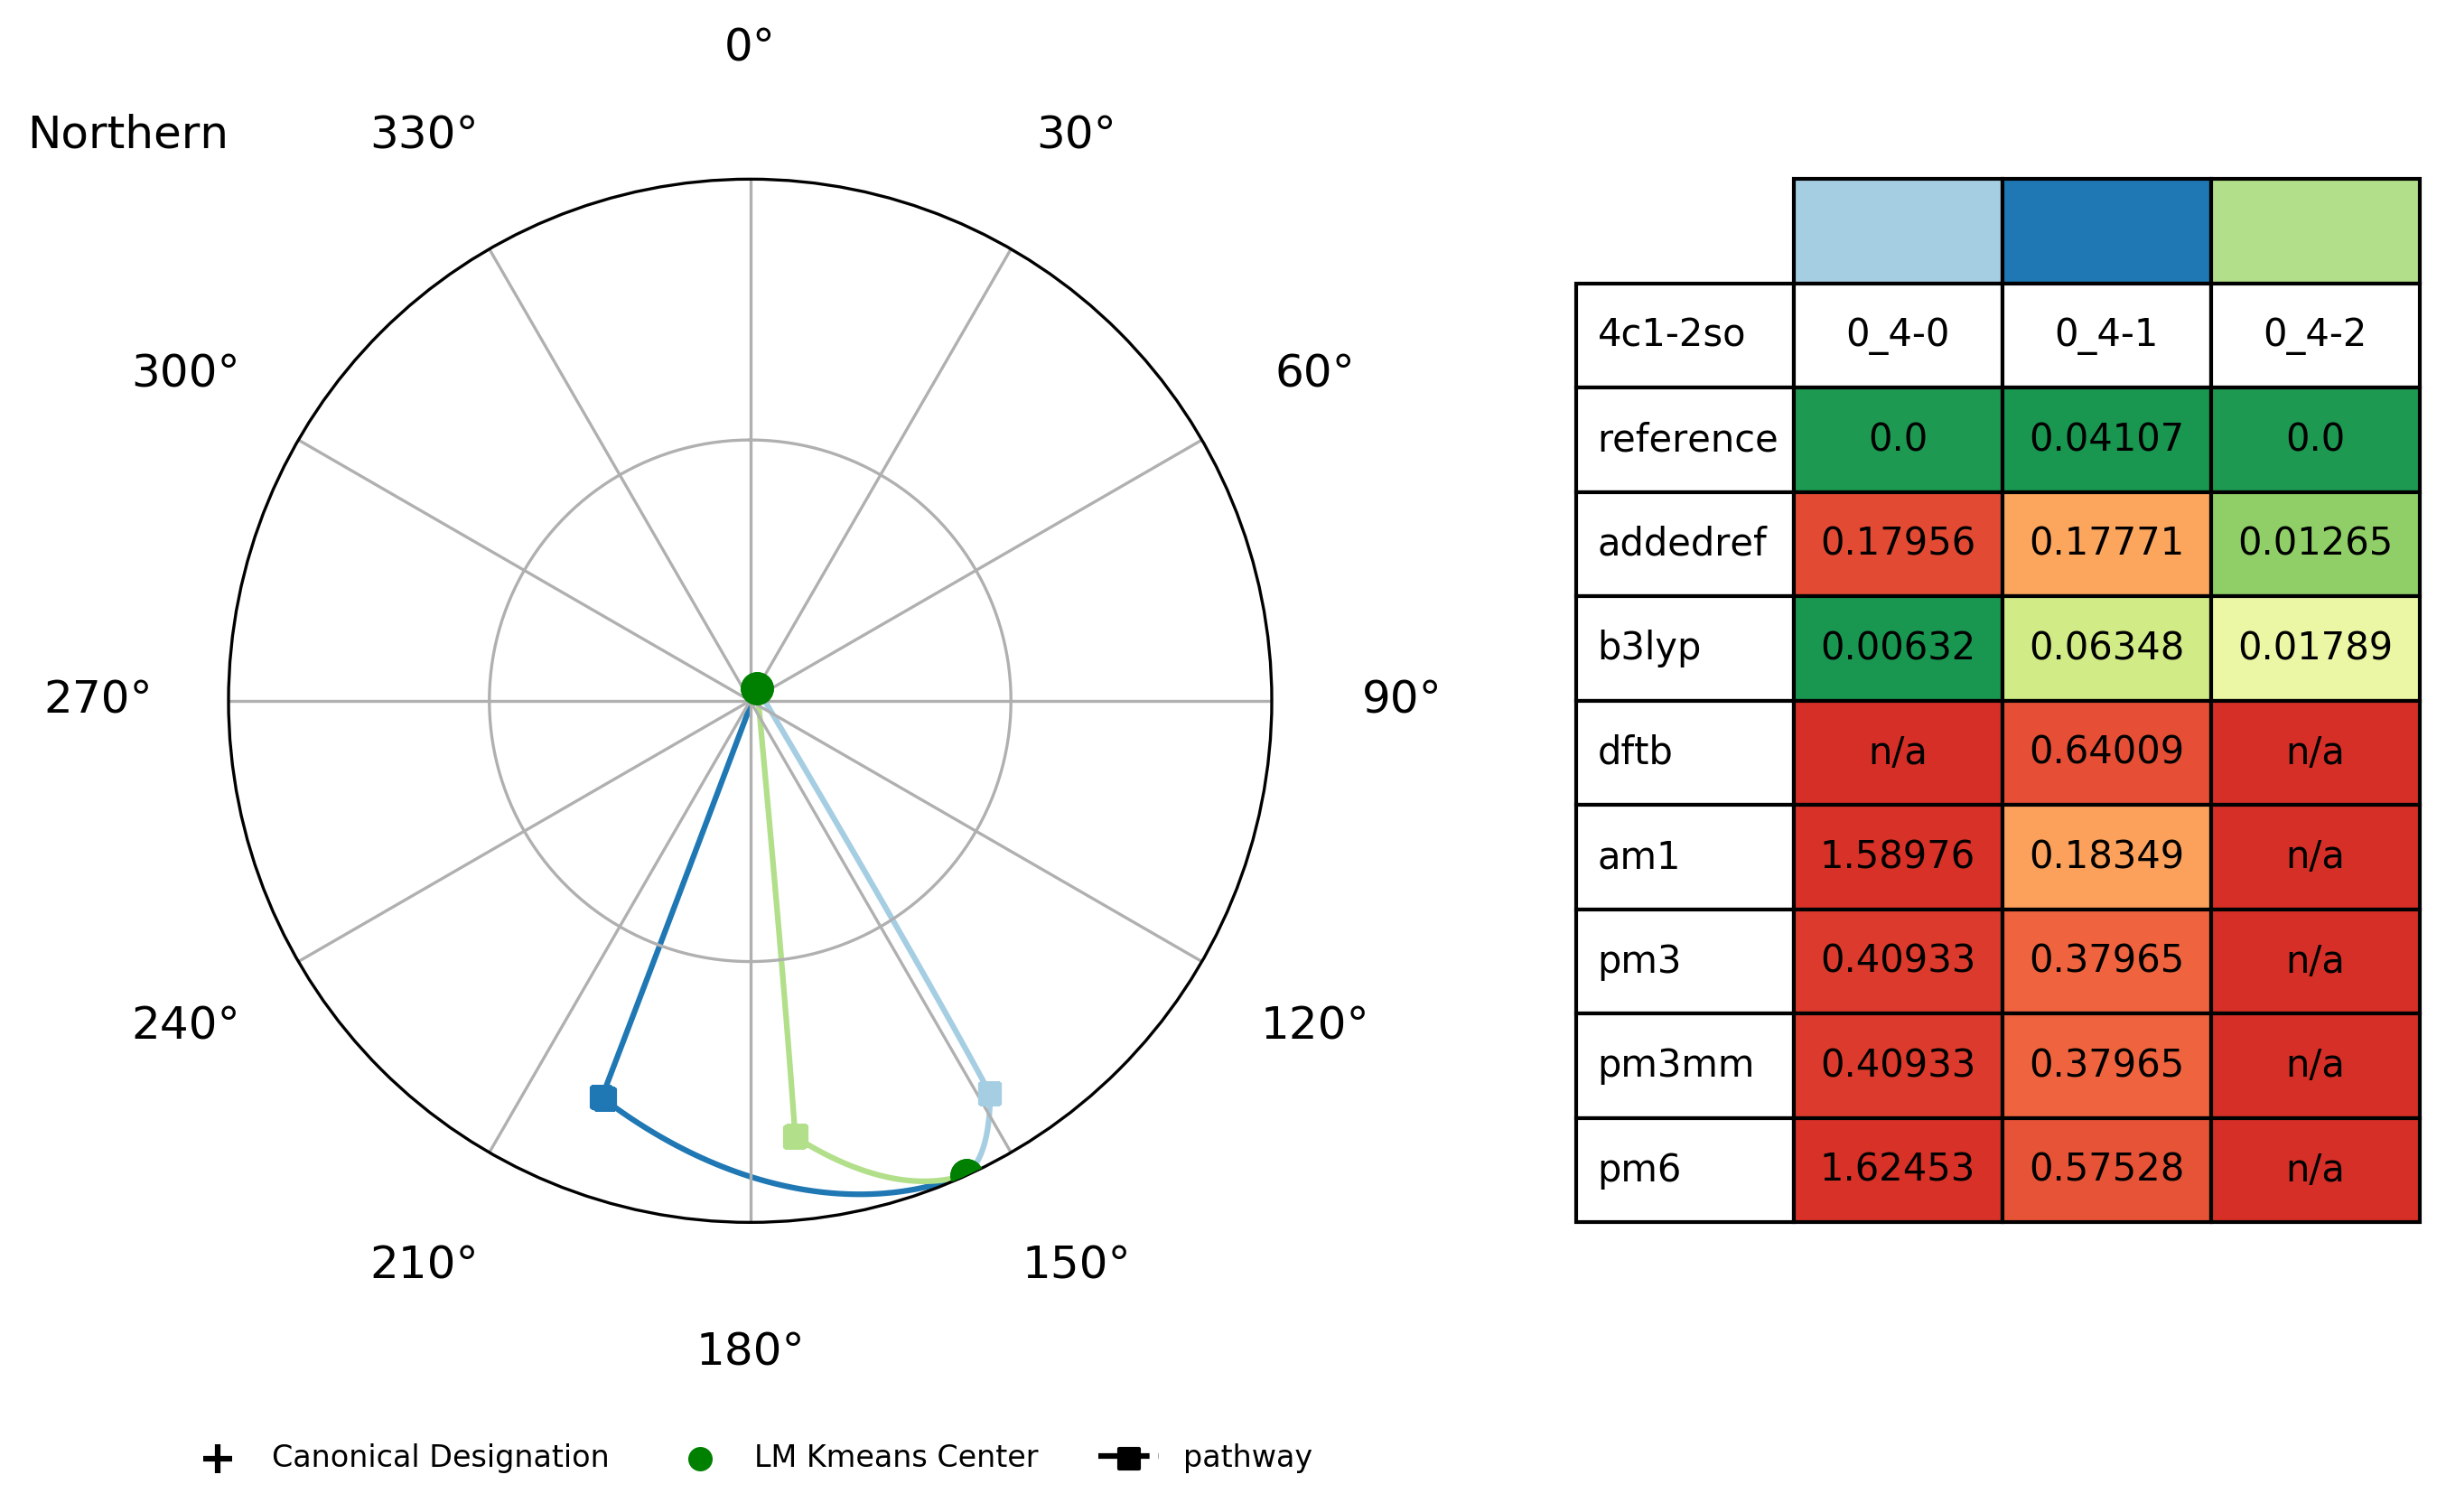 0°
Northern
330°
30°
300°
60°
270°
90°
240°
120°
210°
150°
180°
4c1-2so 0_4-0 0_4-1 0_4-2
reference 0.0 0.04107 0.0
addedref 0.17956 0.17771 0.01265
b3lyp 0.00632 0.06348 0.01789
dftb n/a 0.64009 n/a
am1 1.58976 0.18349 n/a
pm3 0.40933 0.37965 n/a
pm3mm 0.40933 0.37965 n/a
pm6 1.62453 0.57528 n/a
Canonical Designation LM Kmeans Center pathway